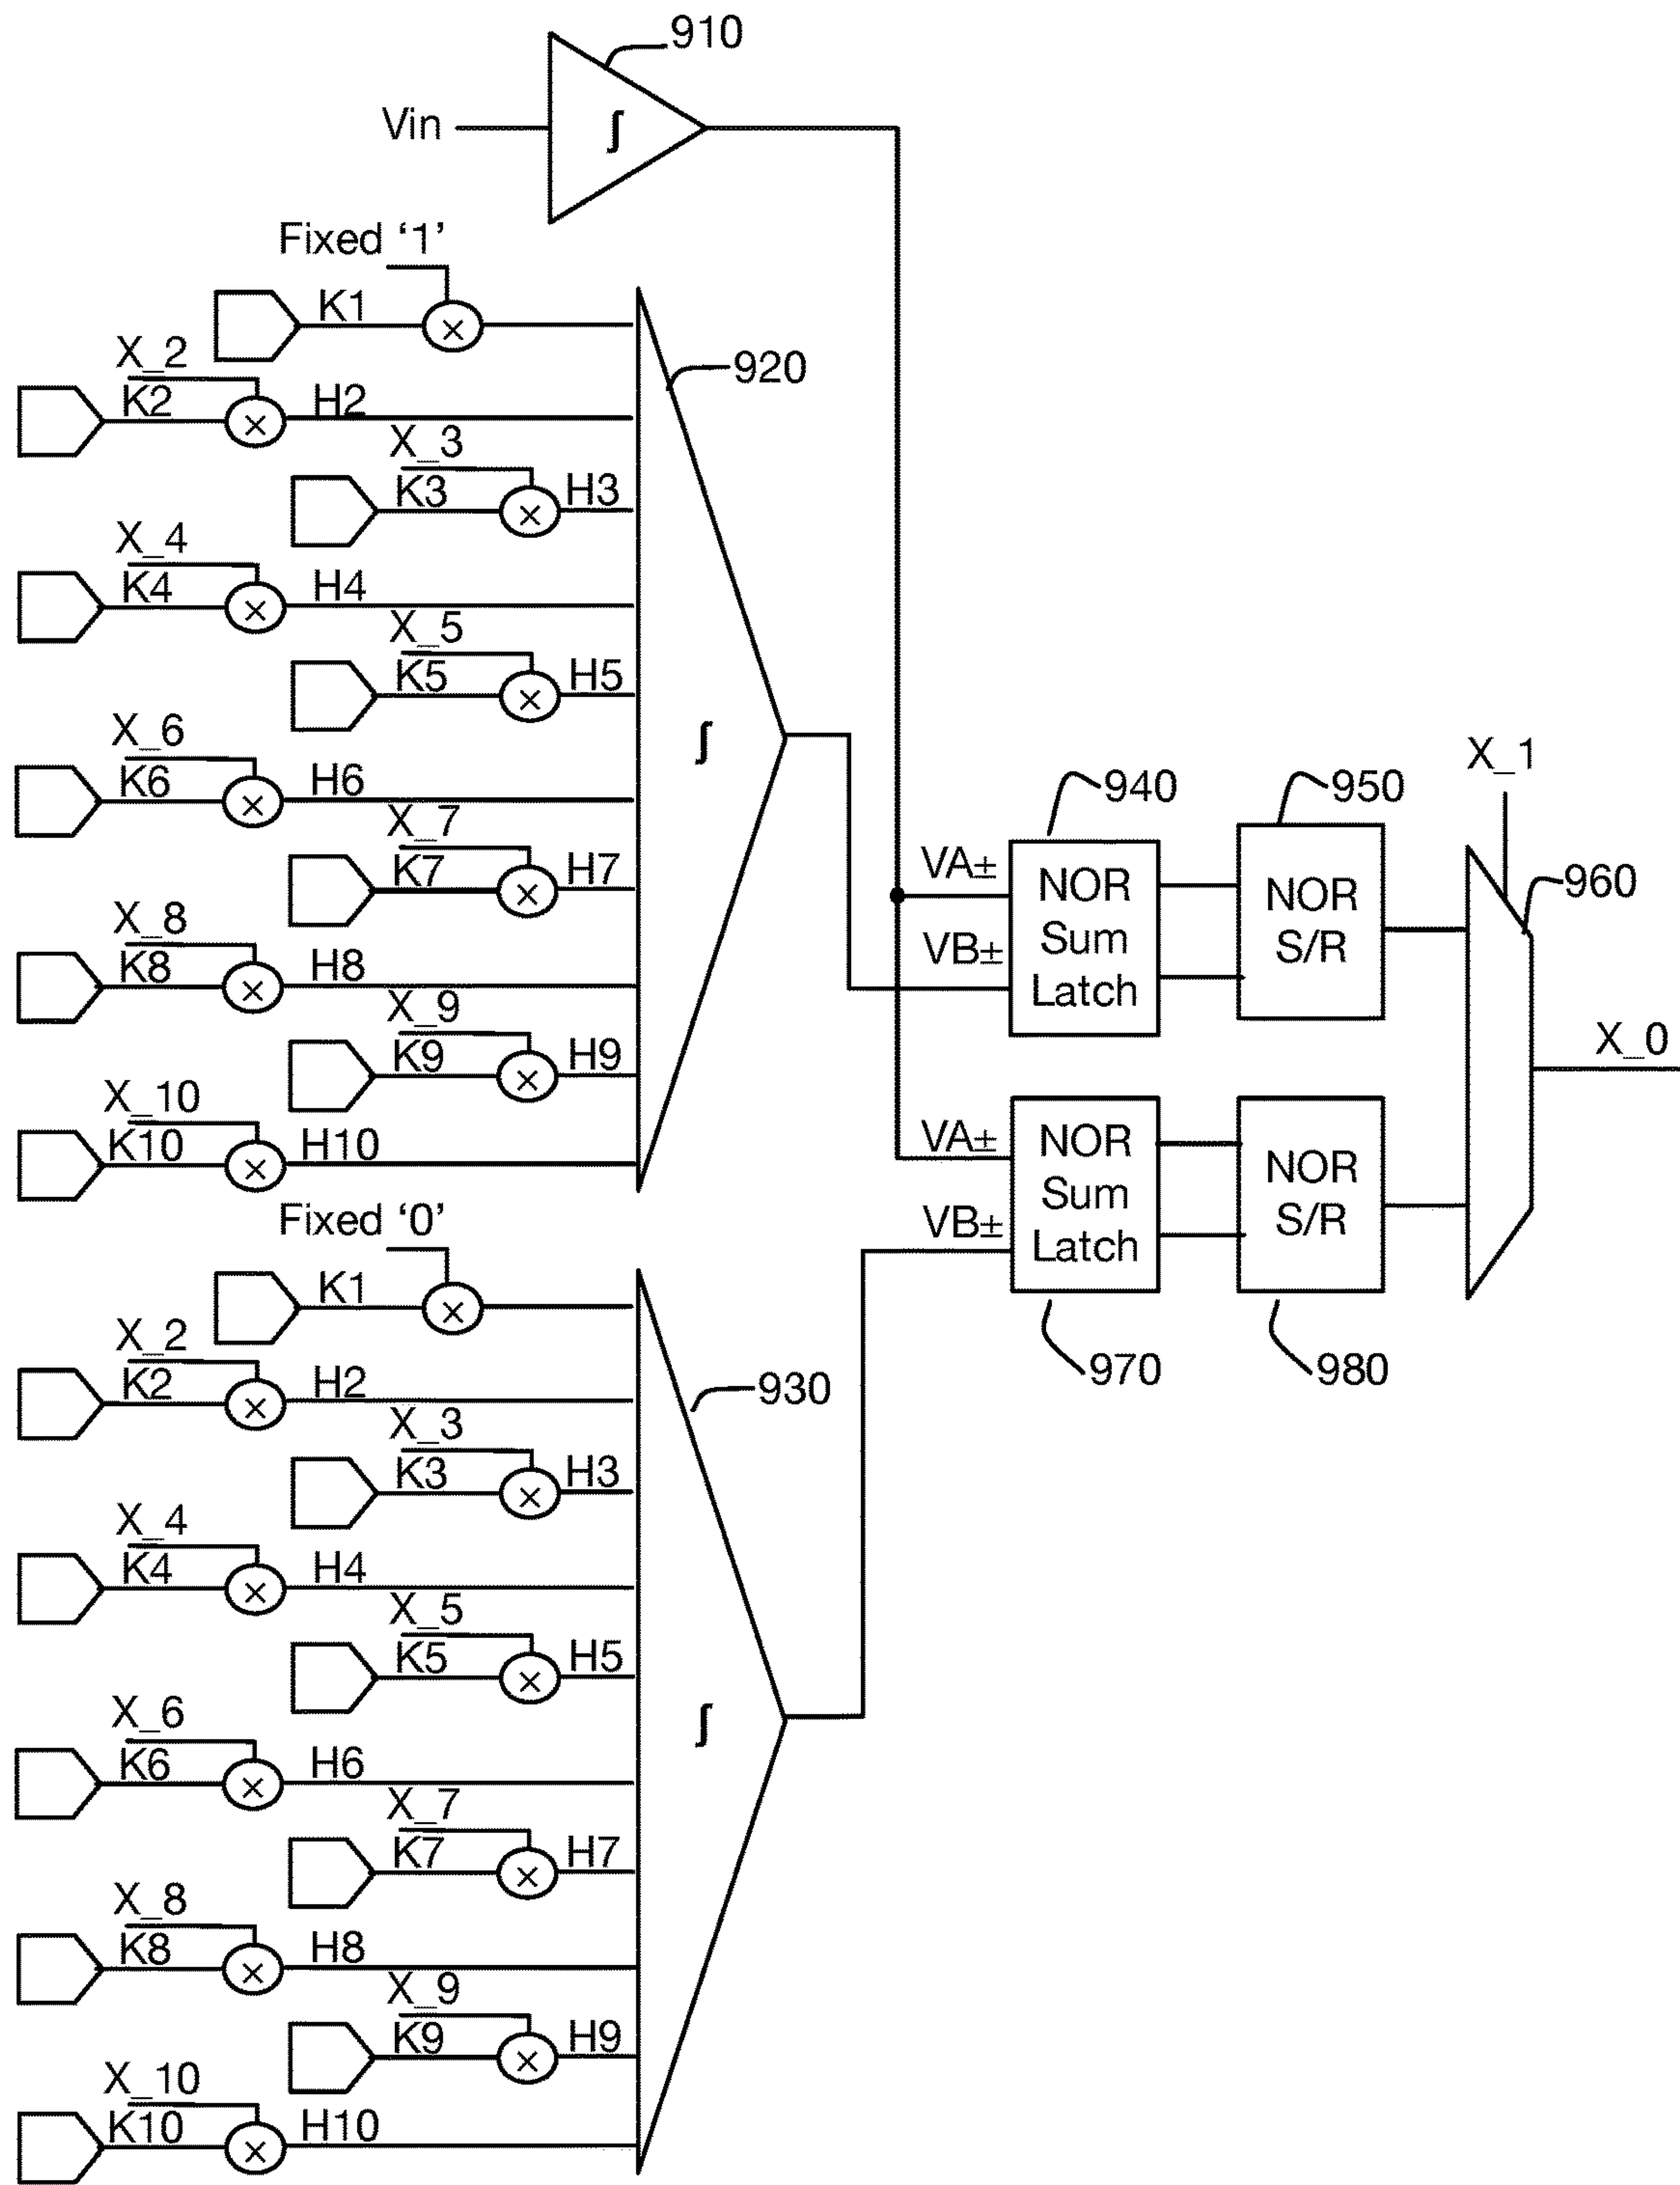 910
Vin
∫
Fixed ‘1’
K1
×
920
X_2
K2
×
H2
X_3
K3
×
H3
X_4
K4
×
H4
X_5
K5
×
H5
∫
X_6
K6
×
H6
X_7
K7
×
H7
X_8
K8
×
H8
X_9
K9
×
H9
X_10
K10
×
H10
X_1
940
950
960
VA±
VB±
NOR
Sum
Latch
NOR
S/R
X_0
VA±
VB±
NOR
Sum
Latch
NOR
S/R
970
980
Fixed ‘0’
K1
×
930
X_2
K2
×
H2
X_3
K3
×
H3
X_4
K4
×
H4
X_5
K5
×
H5
∫
X_6
K6
×
H6
X_7
K7
×
H7
X_8
K8
×
H8
X_9
K9
×
H9
X_10
K10
×
H10